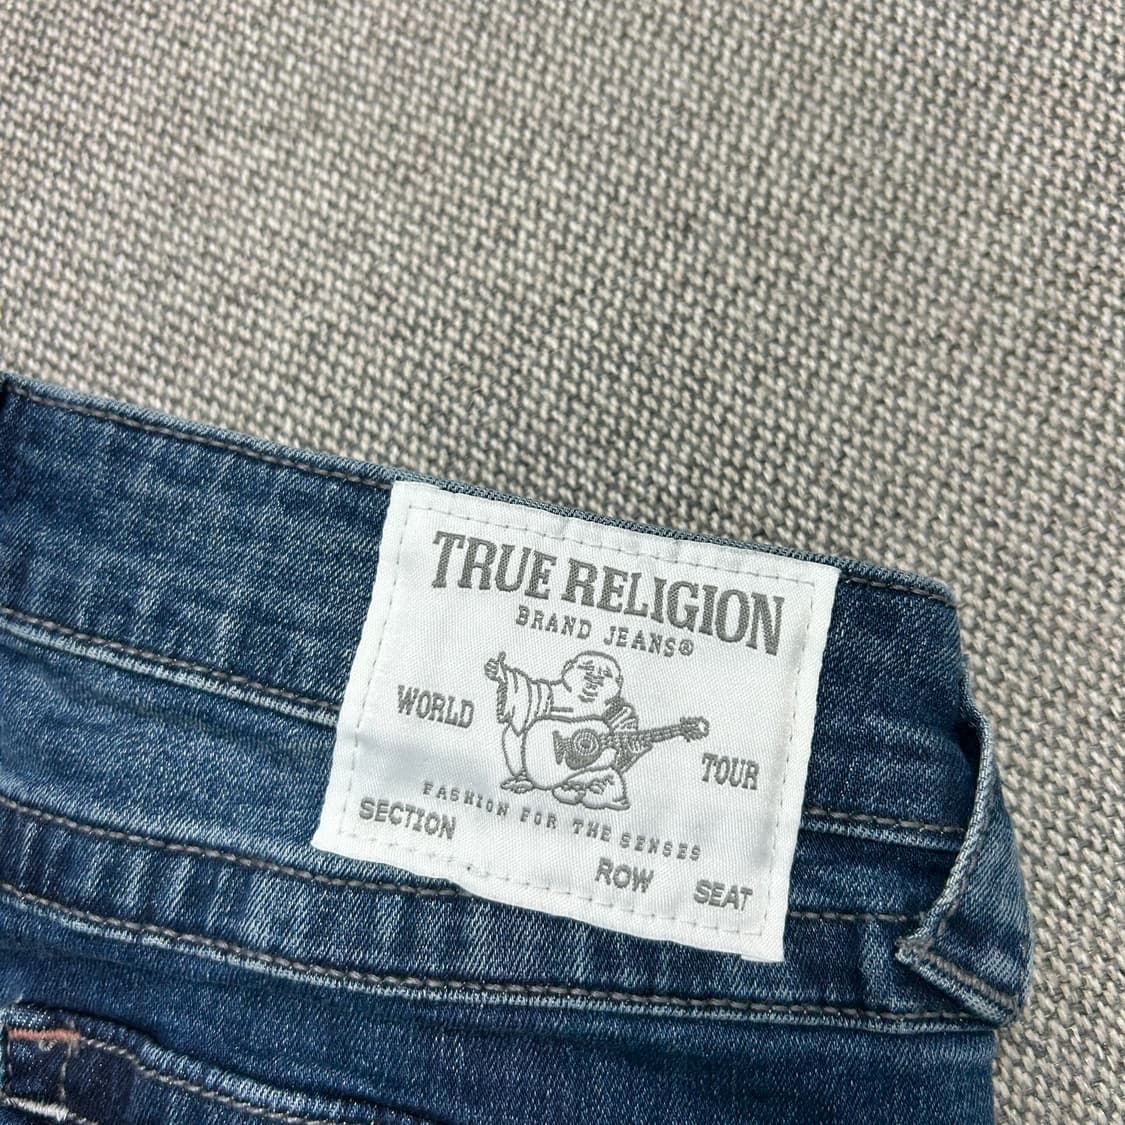 TRUE RELIGION
BRAND JEANS®
WORLD TOUR
FASHION FOR THE SENSES
SECTION ROW SEAT